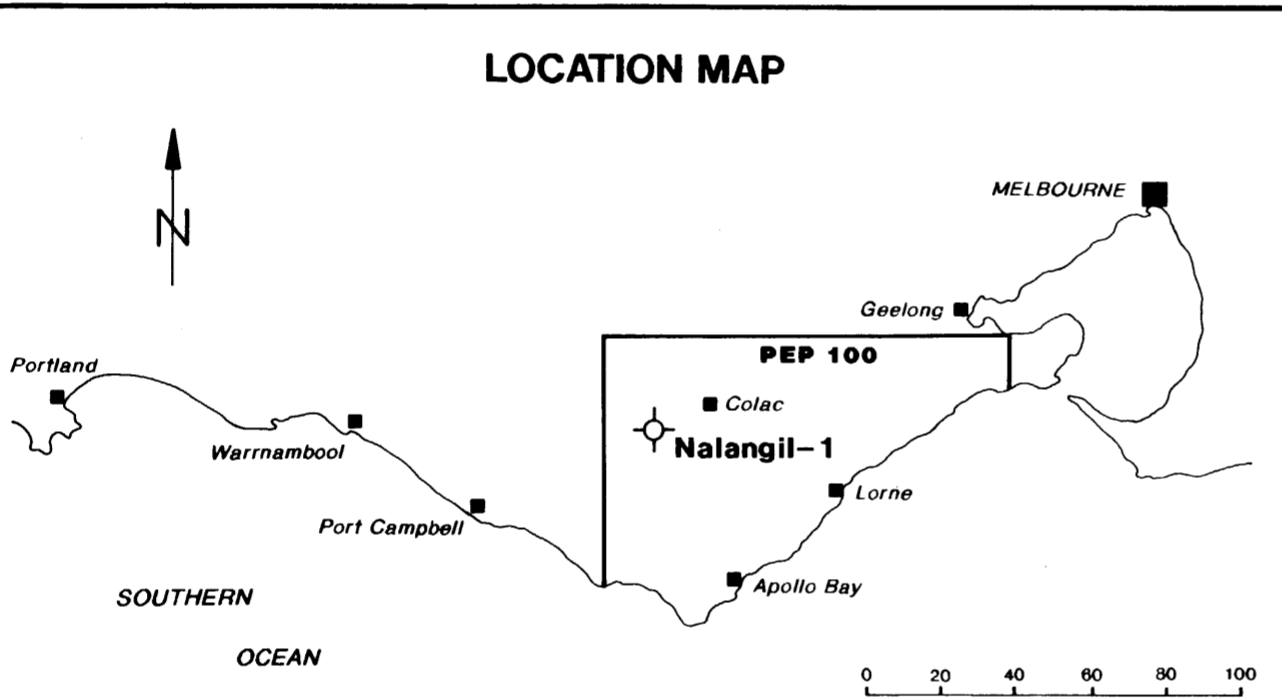 LOCATION MAP
N
MELBOURNE
Geelong
Portland
PEP 100
Colac
Warrnambool
Nalangil-1
Lorne
Port Campbell
Apollo Bay
SOUTHERN
OCEAN
0 20 40 60 80 100